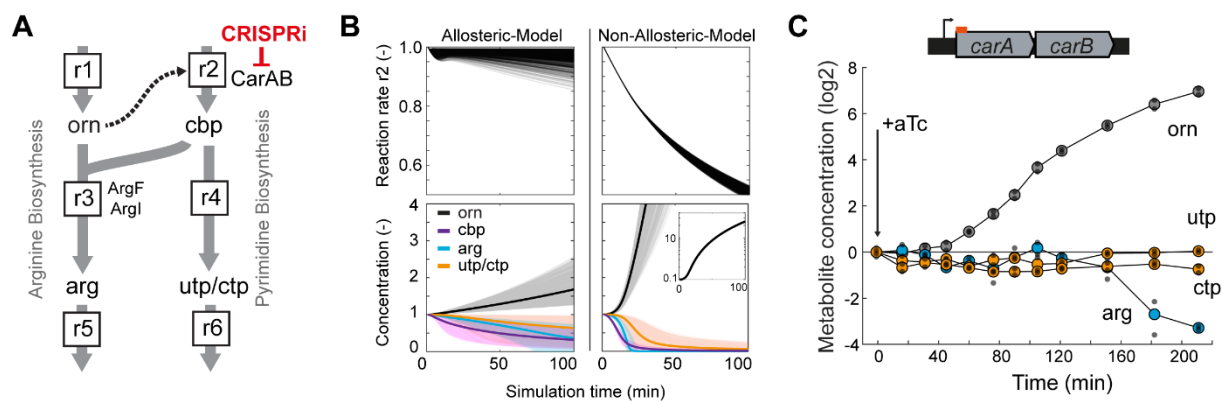 A
CRISPRi
r1
r2
CarAB
orn
cbp
r3
ArgF
ArgI
r4
arg
utp/ctp
r5
r6
Arginine Biosynthesis
Pyrimidine Biosynthesis
B
Allosteric-Model
Non-Allosteric-Model
Reaction rate r2 (-)
1.0
0.8
0.6
Concentration (-)
4
3
2
1
0
orn
cbp
arg
utp/ctp
10
0.1
0
100
0
50
100
0
50
100
Simulation time (min)
C
carA
carB
Metabolite concentration (log2)
8
6
4
2
0
-2
-4
+aTc
orn
utp
ctp
arg
0
40
80
120
160
200
Time (min)